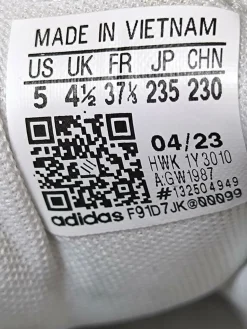 MADE IN VIETNAM
US UK FR JP CHN
5 4½ 37⅓ 235 230
04/23
HWK 1Y3010
A:GW1987
#132504949
adidas F91D7JK@00099